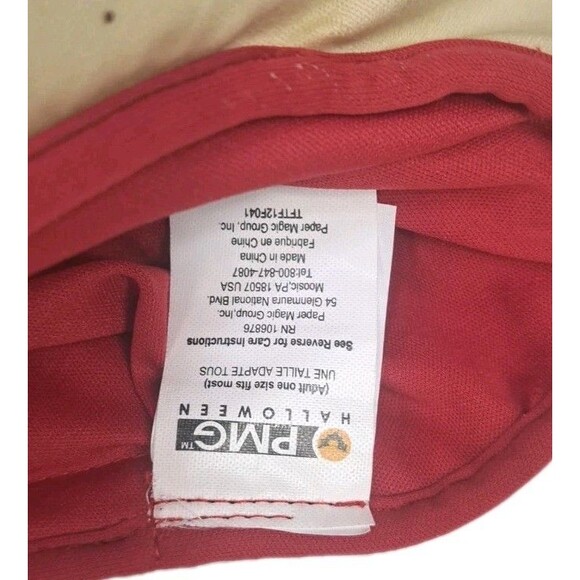 PMG™
HALLOWEEN
(Adult one size fits most)
UNE TAILLE ADAPTE TOUS
See Reverse for Care Instructions
RN 106876
Paper Magic Group,Inc.
54 Glenmaura National Blvd.
Moosic,PA 18507 USA
Tel:800-847-4087
Made in China
Fabrique en Chine
Paper Magic Group, Inc.
TFTF12F041